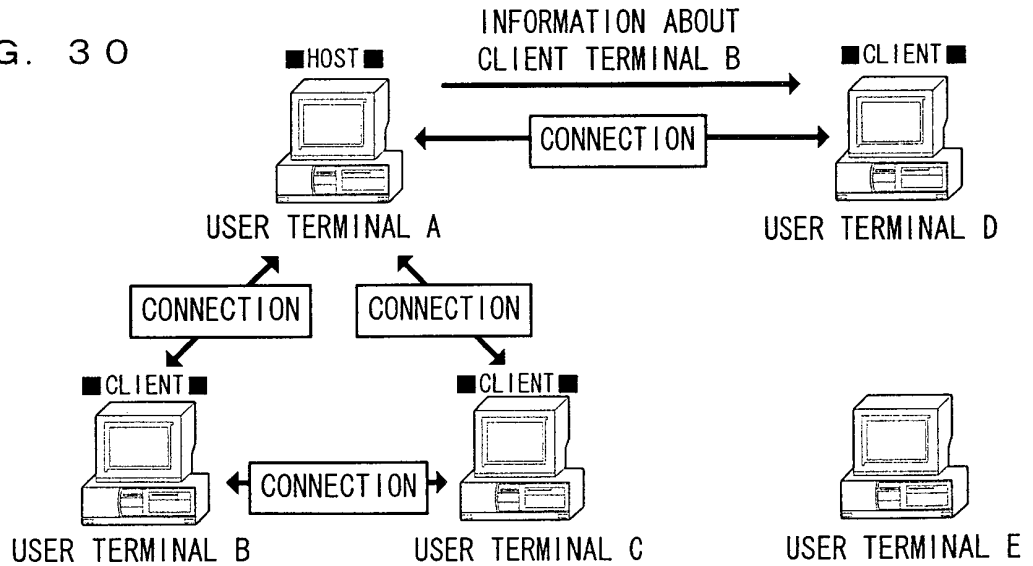 G. 30
INFORMATION ABOUT
CLIENT TERMINAL B
■HOST■
■CLIENT■
CONNECTION
USER TERMINAL A
USER TERMINAL D
CONNECTION
CONNECTION
■CLIENT■
■CLIENT■
CONNECTION
USER TERMINAL B
USER TERMINAL C
USER TERMINAL E